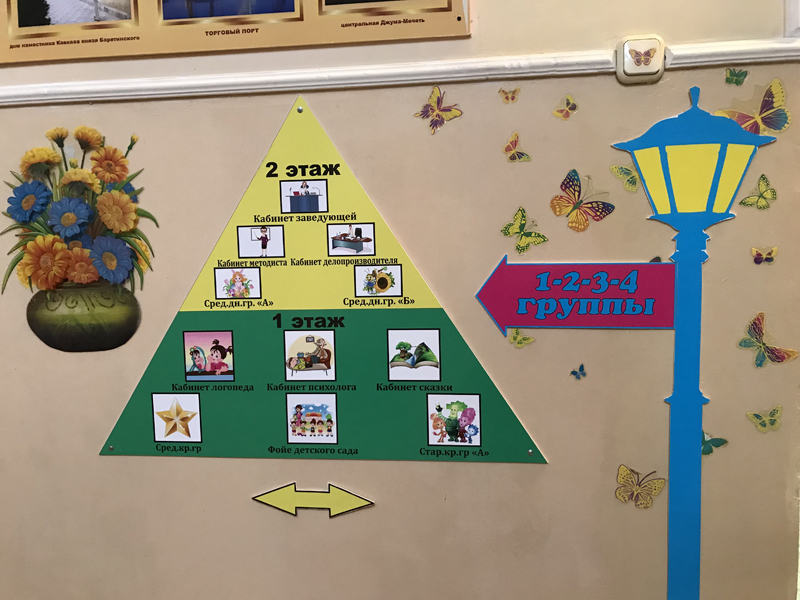 дом наместника Кавказа князя Барятинского
ТОРГОВЫЙ ПОРТ
центральная Джума-Мечеть
2 этаж
Кабинет заведующей
Кабинет методиста Кабинет делопроизводителя
Сред.дн.гр. «А» Сред.дн.гр. «Б»
1 этаж
Кабинет логопеда Кабинет психолога Кабинет сказки
Сред.кр.гр Фойе детского сада Стар.кр.гр «А»
1-2-3-4
группы